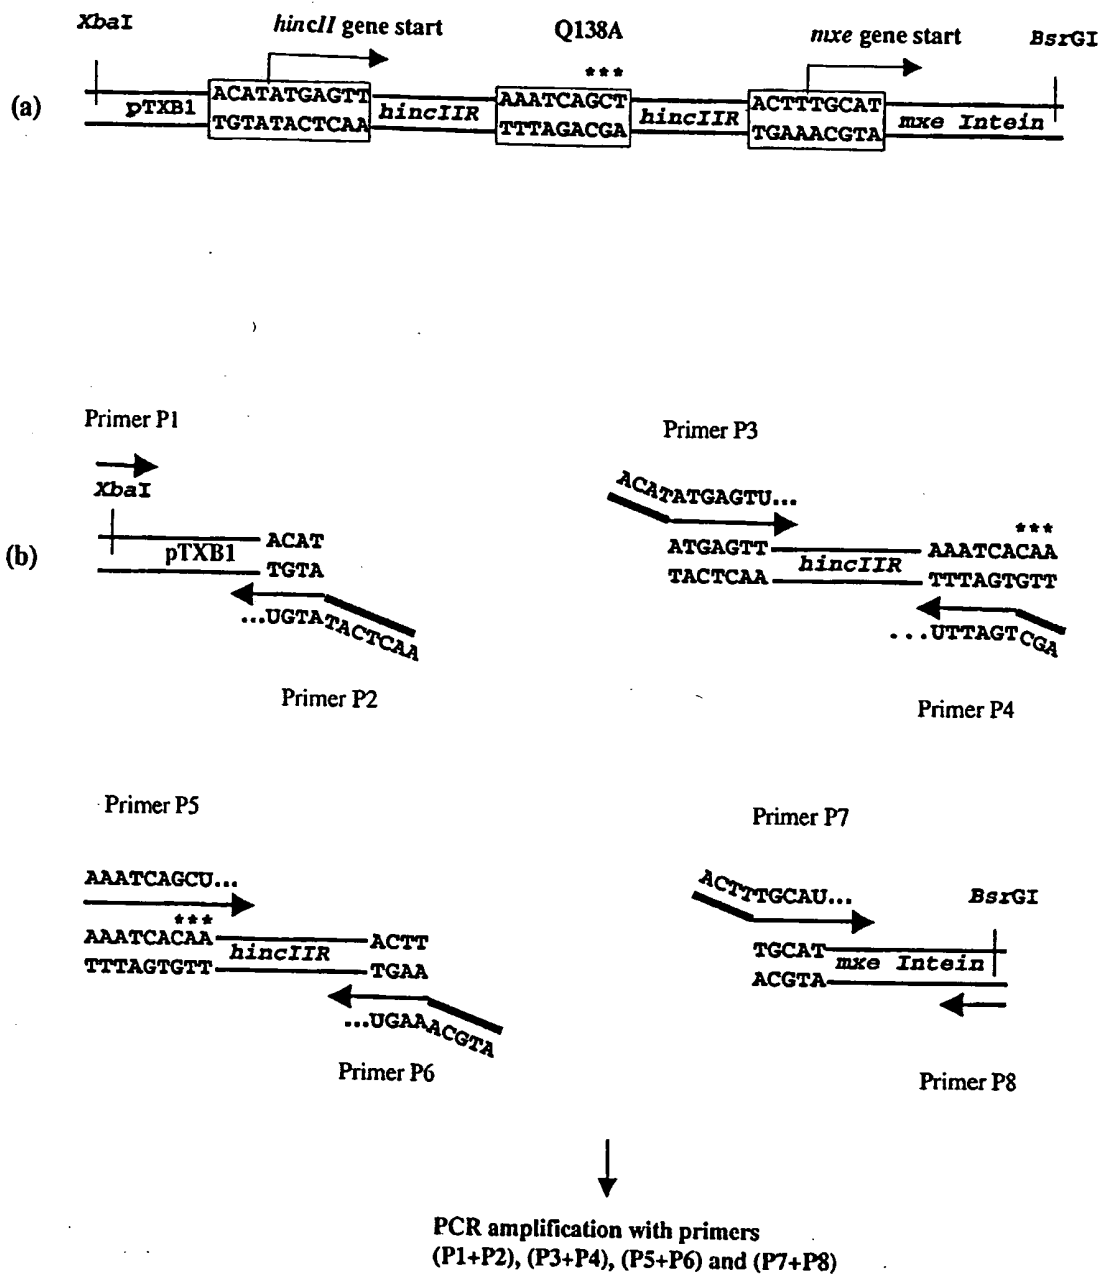 XbaI
hincII gene start
Q138A
mxe gene start
BsrGI
***
(a)
pTXB1
ACATATGAGTT
TGTATACTCAA
hincIIR
AAATCAGCT
TTTAGACGA
hincIIR
ACTTTGCAT
TGAAACGTA
mxe Intein
Primer P1
XbaI
(b)
pTXB1
ACAT
TGTA
...UGTATACTCAA
Primer P2
Primer P3
ACATATGAGTU...
***
ATGAGTT
TACTCAA
hincIIR
AAATCACAA
TTTAGTGTT
...UTTAGTCGA
Primer P4
Primer P5
AAATCAGCU...
***
AAATCACAA
TTTAGTGTT
hincIIR
ACTT
TGAA
...UGAAACGTA
Primer P6
Primer P7
ACTTTGCAU...
BsrGI
TGCAT
ACGTA
mxe Intein
Primer P8
PCR amplification with primers
(P1+P2), (P3+P4), (P5+P6) and (P7+P8)